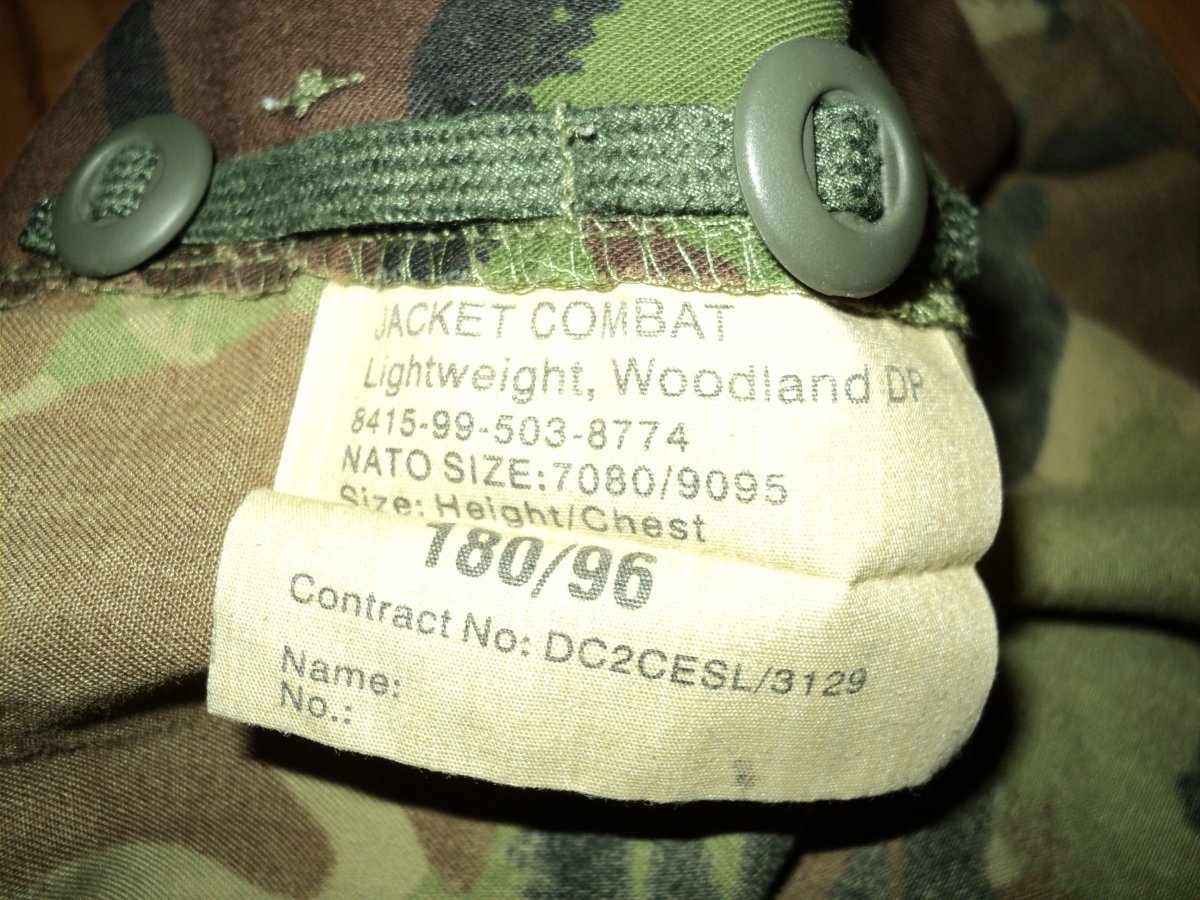 JACKET COMBAT
Lightweight, Woodland DP
8415-99-503-8774
NATO SIZE:7080/9095
Size: Height/Chest
180/96
Contract No: DC2CESL/3129
Name:
No.: